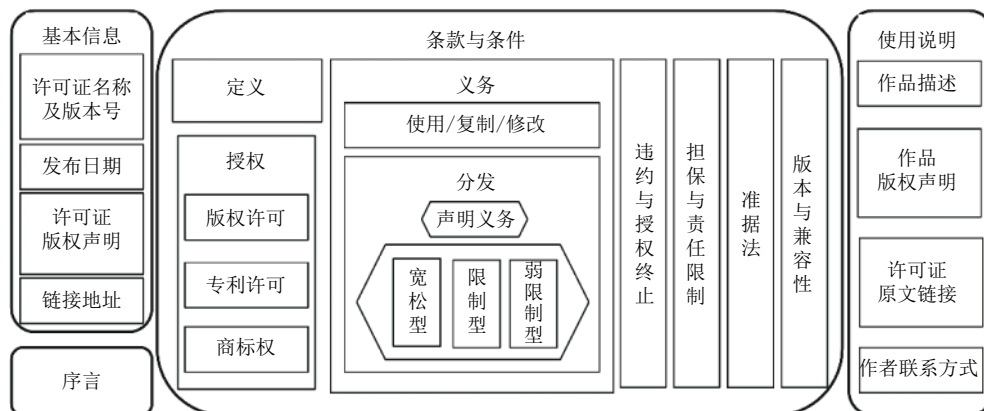 基本信息
许可证名称
及版本号
发布日期
许可证
版权声明
链接地址
序言
条款与条件
定义
授权
版权许可
专利许可
商标权
义务
使用/复制/修改
分发
声明义务
宽松型
限制型
弱限制型
违约与授权终止
担保与责任限制
准据法
版本与兼容性
使用说明
作品描述
作品
版权声明
许可证
原文链接
作者联系方式